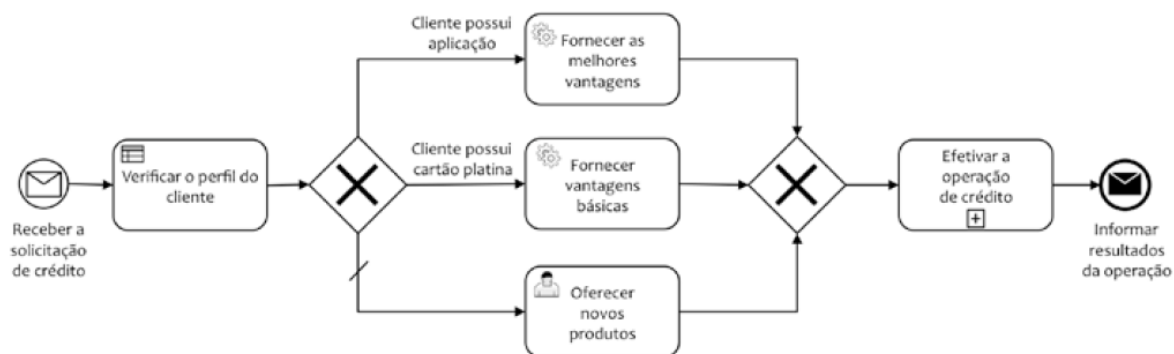 Receber a
solicitação
de crédito
Verificar o perfil do
cliente
Cliente possui
aplicação
Fornecer as
melhores
vantagens
Cliente possui
cartão platina
Fornecer
vantagens
básicas
Oferecer
novos
produtos
Efetivar a
operação
de crédito
Informar
resultados
da operação